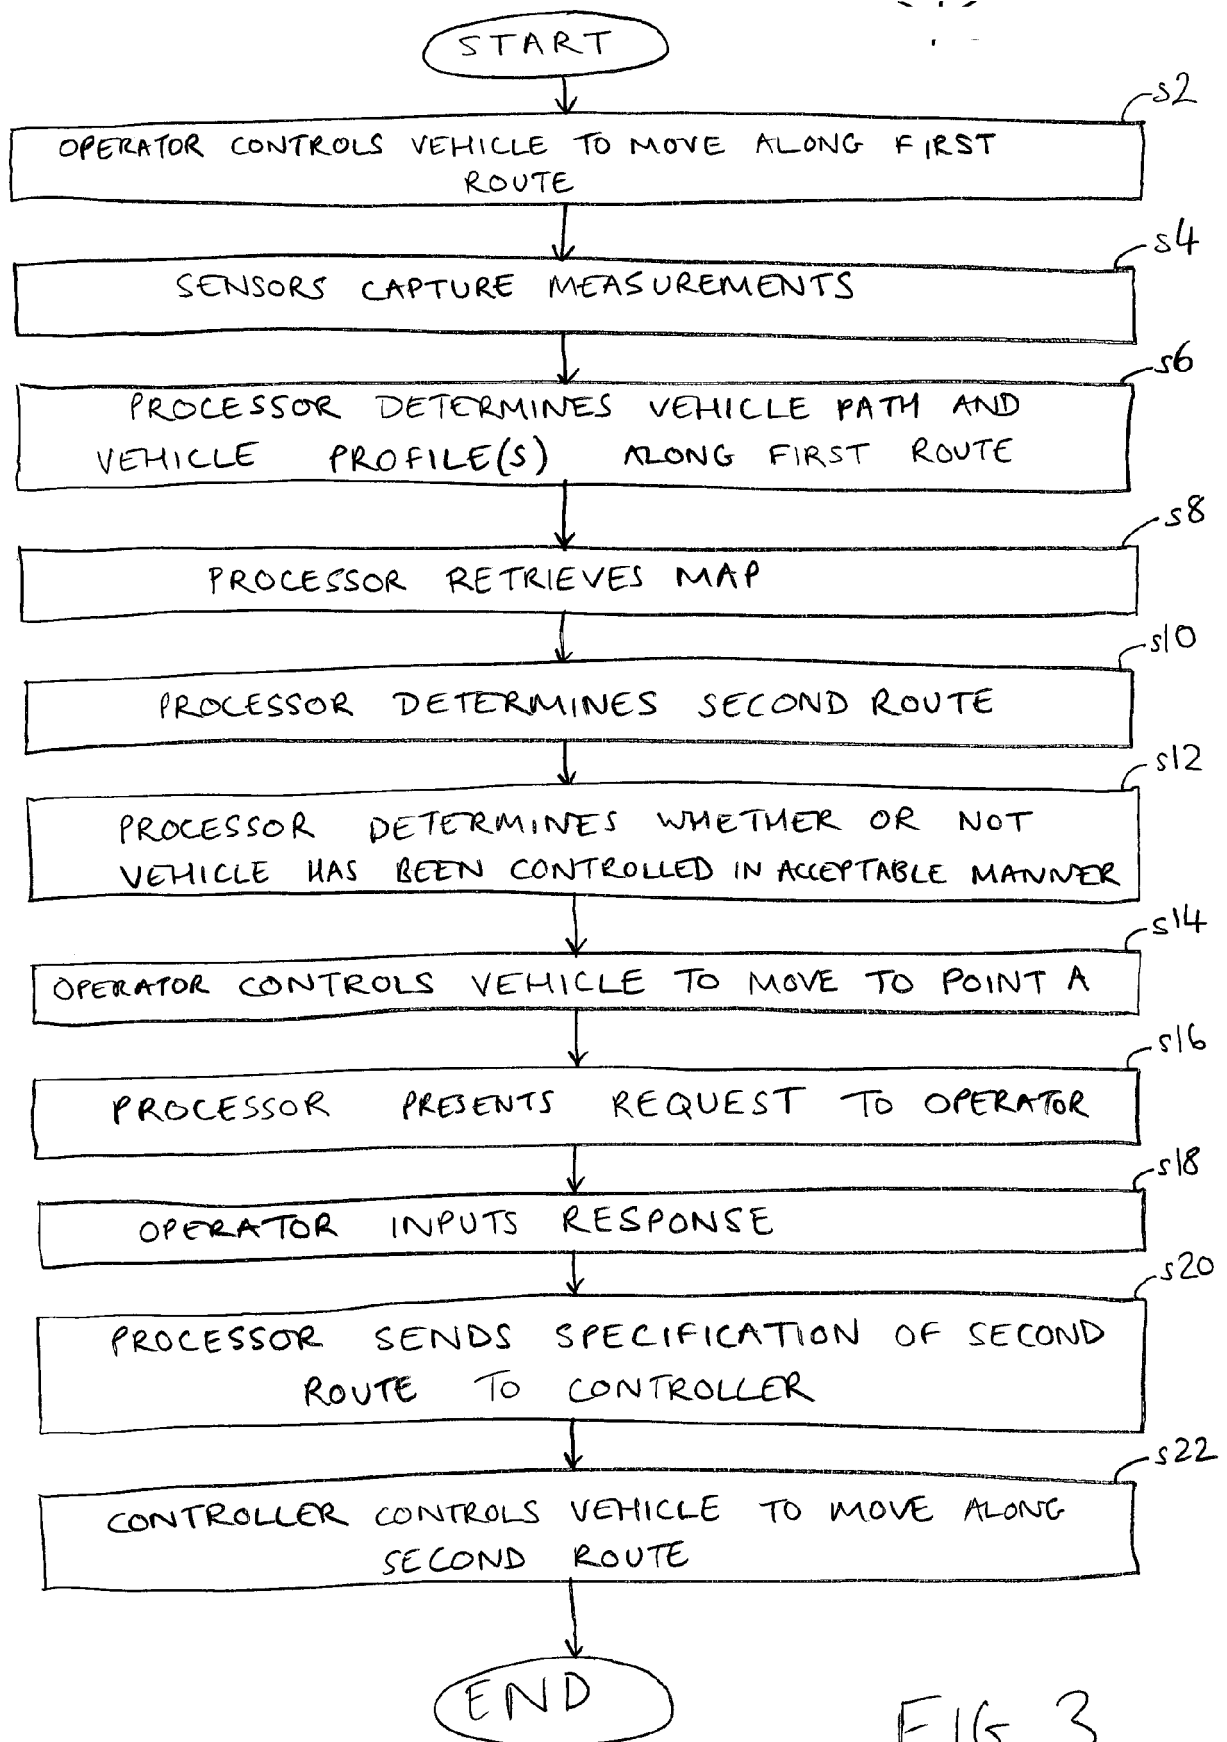 START
s2
OPERATOR CONTROLS VEHICLE TO MOVE ALONG FIRST
ROUTE
s4
SENSORS CAPTURE MEASUREMENTS
s6
PROCESSOR DETERMINES VEHICLE PATH AND
VEHICLE PROFILE(S) ALONG FIRST ROUTE
s8
PROCESSOR RETRIEVES MAP
s10
PROCESSOR DETERMINES SECOND ROUTE
s12
PROCESSOR DETERMINES WHETHER OR NOT
VEHICLE HAS BEEN CONTROLLED IN ACCEPTABLE MANNER
s14
OPERATOR CONTROLS VEHICLE TO MOVE TO POINT A
s16
PROCESSOR PRESENTS REQUEST TO OPERATOR
s18
OPERATOR INPUTS RESPONSE
s20
PROCESSOR SENDS SPECIFICATION OF SECOND
ROUTE TO CONTROLLER
s22
CONTROLLER CONTROLS VEHICLE TO MOVE ALONG
SECOND ROUTE
END
FIG 3